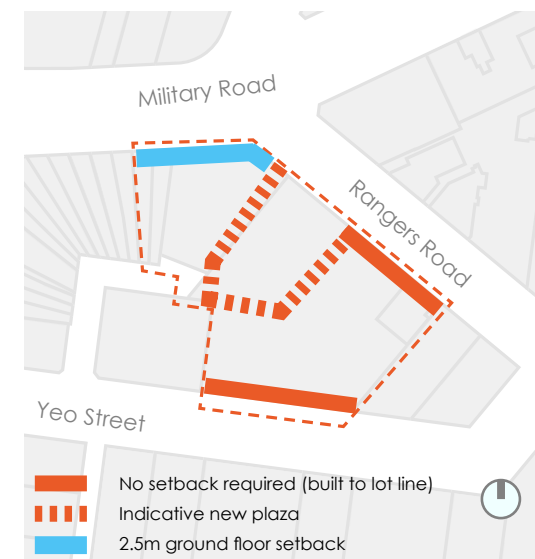 Military Road
Rangers Road
Yeo Street
No setback required (built to lot line)
Indicative new plaza
2.5m ground floor setback